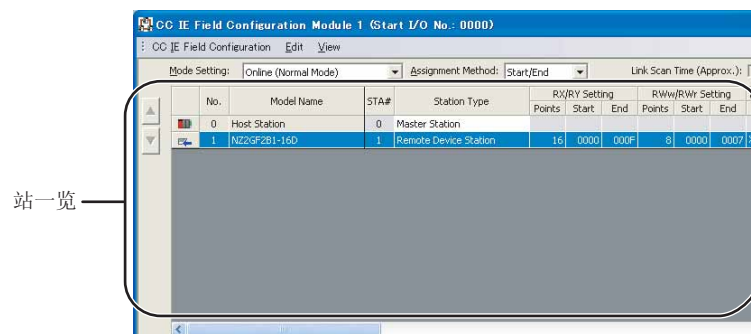 CC IE Field Configuration Module 1 (Start I/O No.: 0000)
CC IE Field Configuration Edit View
Mode Setting: Online (Normal Mode) Assignment Method: Start/End Link Scan Time (Approx.):
No. Model Name STA# Station Type RX/RY Setting RWw/RWr Setting
Points Start End Points Start End
0 Host Station 0 Master Station
1 NZ2GF2B1-16D 1 Remote Device Station 16 0000 000F 8 0000 0007
站一览